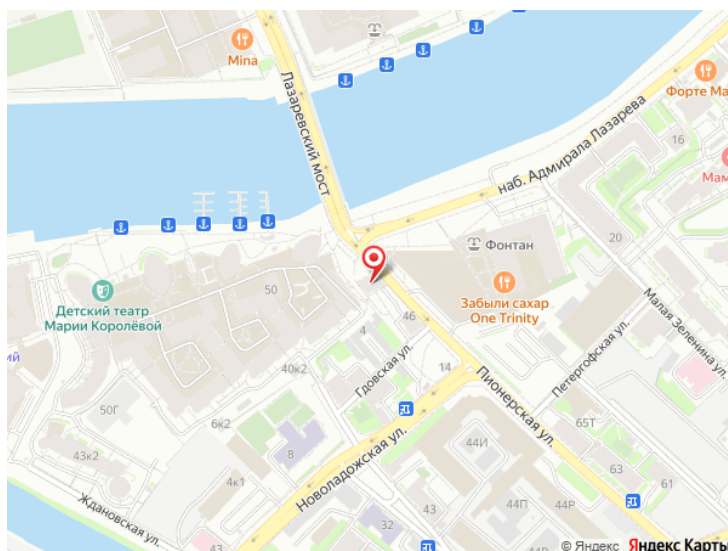 Mina
Лазаревский мост
наб. Адмирала Лазарева
Форте Ма
16
Мам
20
Фонтан
Забыли сахар
One Trinity
Малая Зеленина ул.
Детский театр
Марии Королёвой
50
ский
4
46
Гдовская ул.
Петергофская ул.
40к2
14
Пионерская ул.
50Г
6к2
65Т
43к2
8
Новоладожская ул.
44И
63
61
4к1
Ждановская ул.
44П
44Р
43
32
43
© Яндекс Яндекс Карты